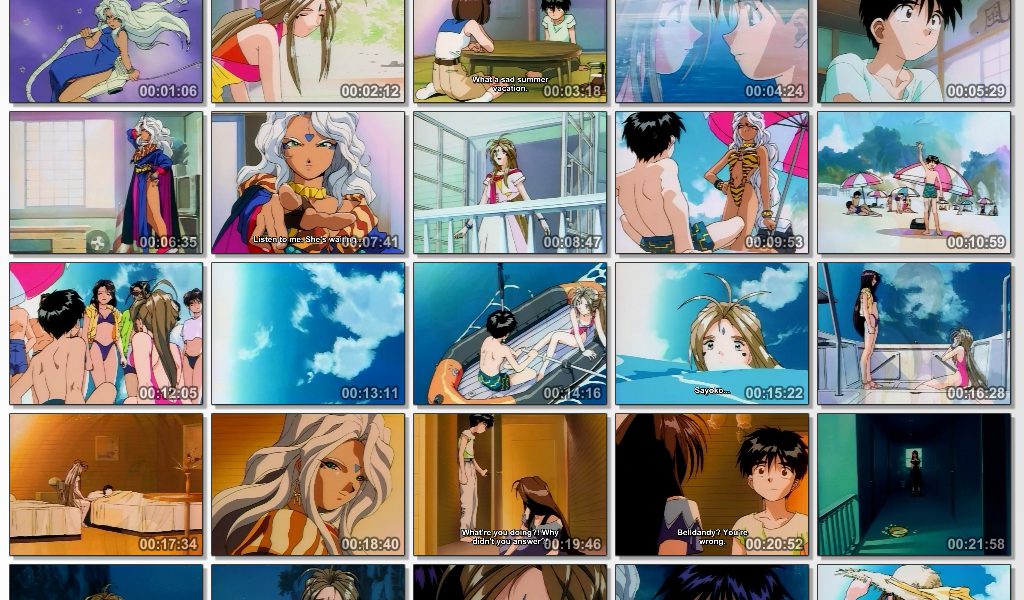 00:01:06
00:02:12
What a sad summer
vacation.
00:03:18
00:04:24
00:05:29
00:06:35
Listen to me. She's waiting
00:07:41
00:08:47
00:09:53
00:10:59
00:12:05
00:13:11
00:14:16
Sayoko...
00:15:22
00:16:28
00:17:34
00:18:40
What're you doing?! Why
didn't you answer
00:19:46
Belldandy? You're
wrong.
00:20:52
00:21:58